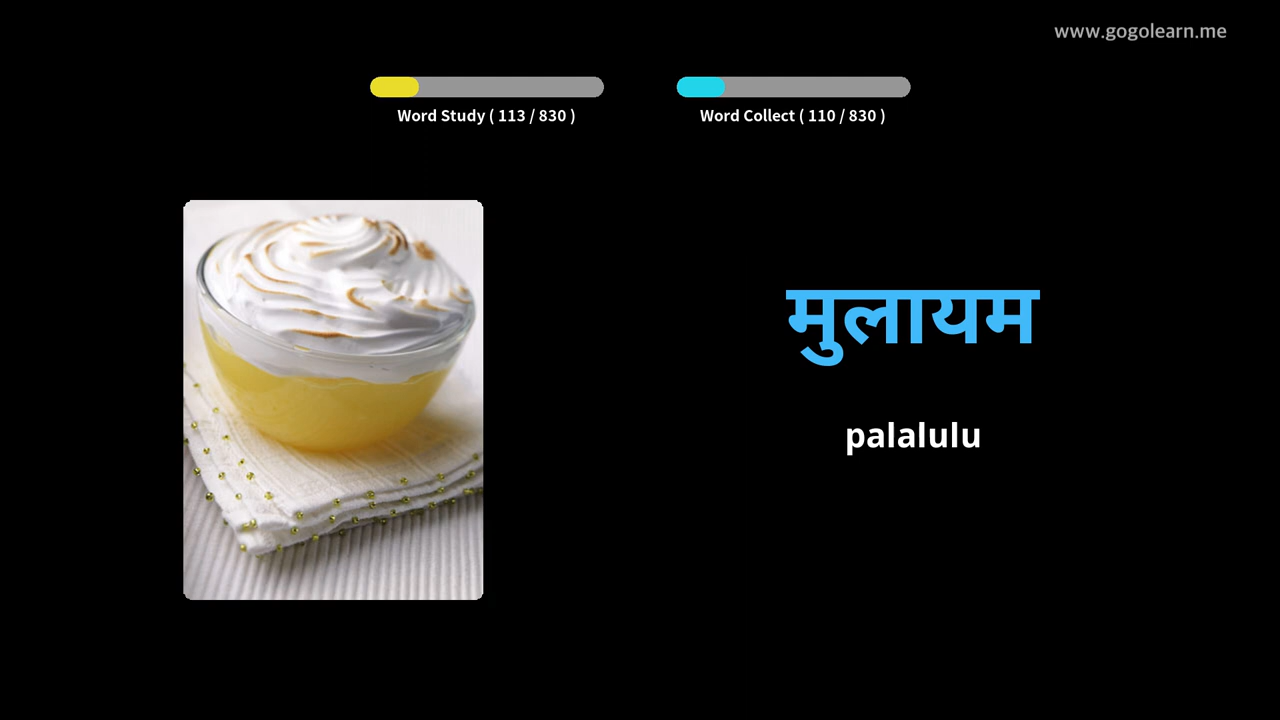 www.gogolearn.me
Word Study ( 113 / 830 )
Word Collect ( 110 / 830 )
मुलायम
palalulu